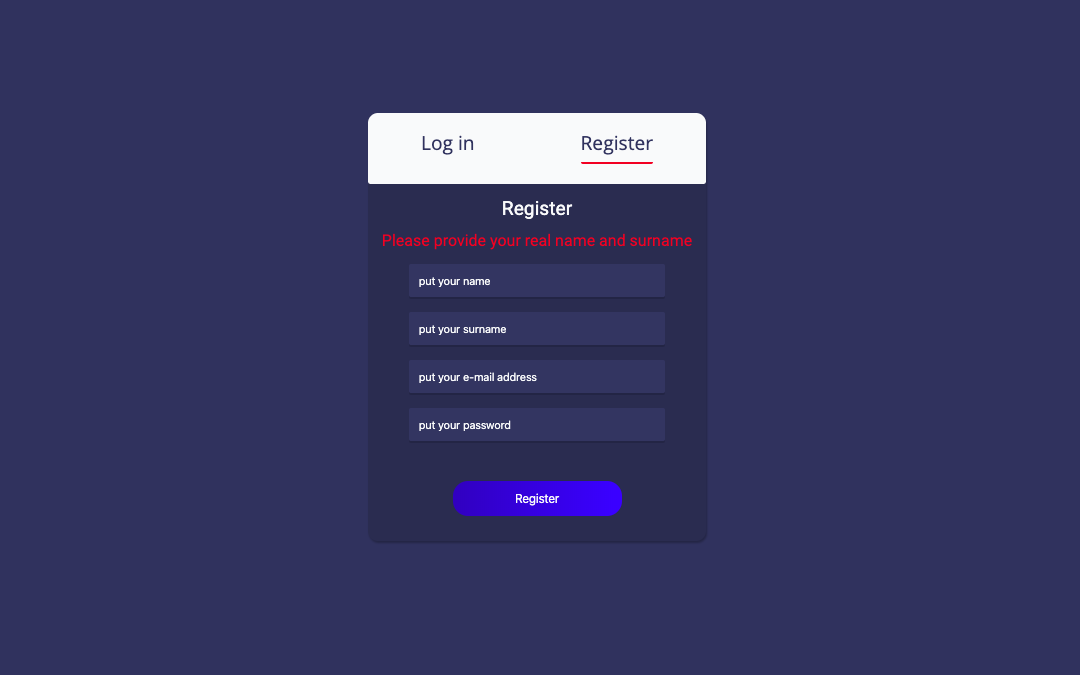 Log in
Register
Register
Please provide your real name and surname
put your name
put your surname
put your e-mail address
put your password
Register